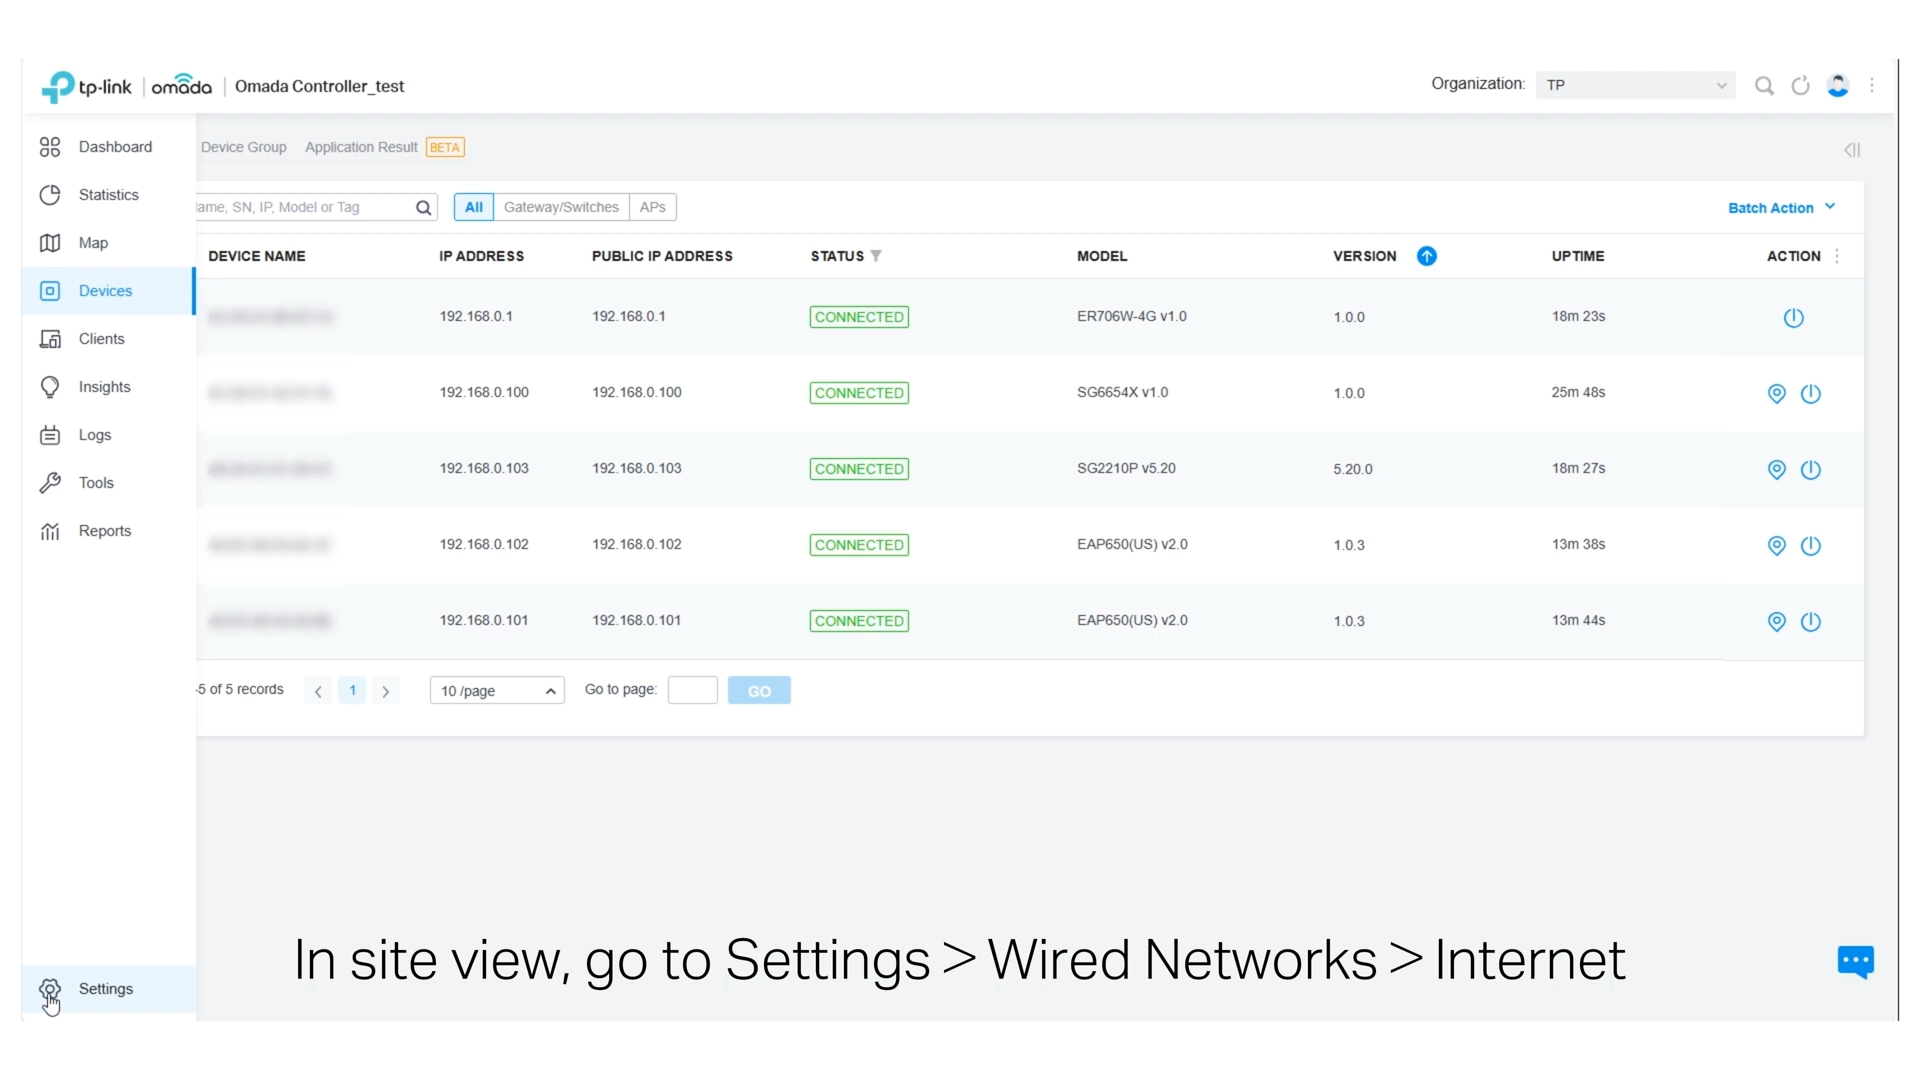 tp-link | omada | Omada Controller_test
Organization: TP
Dashboard
Statistics
Map
Devices
Clients
Insights
Logs
Tools
Reports
Settings
Device Group Application Result BETA
ame, SN, IP, Model or Tag All Gateway/Switches APs
Batch Action
DEVICE NAME IP ADDRESS PUBLIC IP ADDRESS STATUS MODEL VERSION UPTIME ACTION
192.168.0.1 192.168.0.1 CONNECTED ER706W-4G v1.0 1.0.0 18m 23s
192.168.0.100 192.168.0.100 CONNECTED SG6654X v1.0 1.0.0 25m 48s
192.168.0.103 192.168.0.103 CONNECTED SG2210P v5.20 5.20.0 18m 27s
192.168.0.102 192.168.0.102 CONNECTED EAP650(US) v2.0 1.0.3 13m 38s
192.168.0.101 192.168.0.101 CONNECTED EAP650(US) v2.0 1.0.3 13m 44s
-5 of 5 records 1 10 /page Go to page: GO
In site view, go to Settings > Wired Networks > Internet